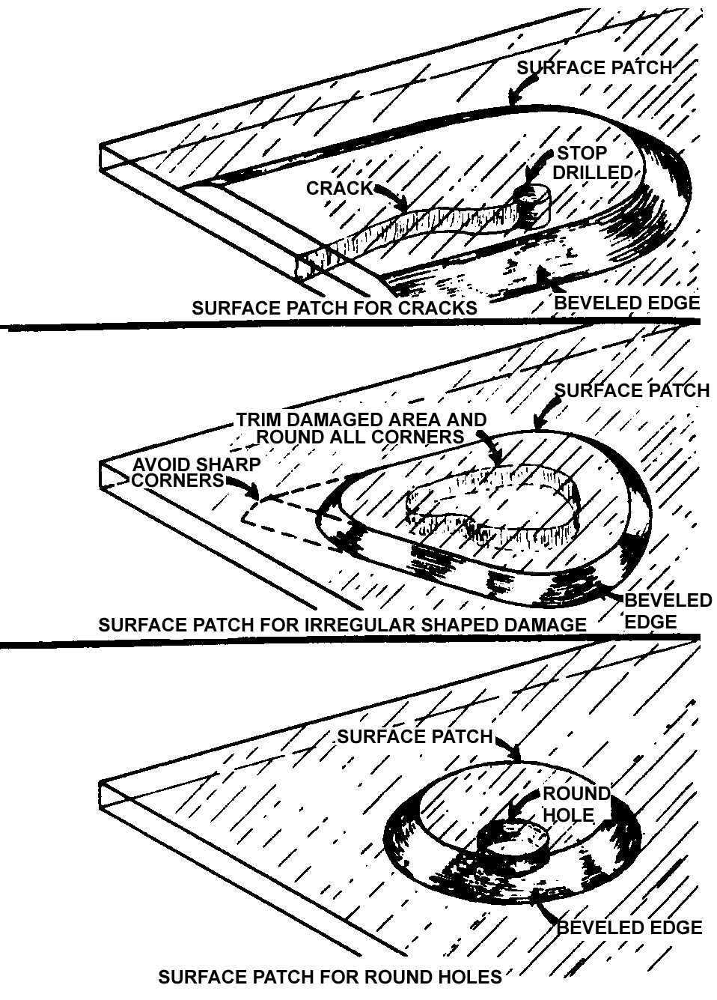 SURFACE PATCH
STOP
DRILLED
CRACK
BEVELED EDGE
SURFACE PATCH FOR CRACKS
SURFACE PATCH
TRIM DAMAGED AREA AND
ROUND ALL CORNERS
AVOID SHARP
CORNERS
BEVELED
EDGE
SURFACE PATCH FOR IRREGULAR SHAPED DAMAGE
SURFACE PATCH
ROUND
HOLE
BEVELED EDGE
SURFACE PATCH FOR ROUND HOLES